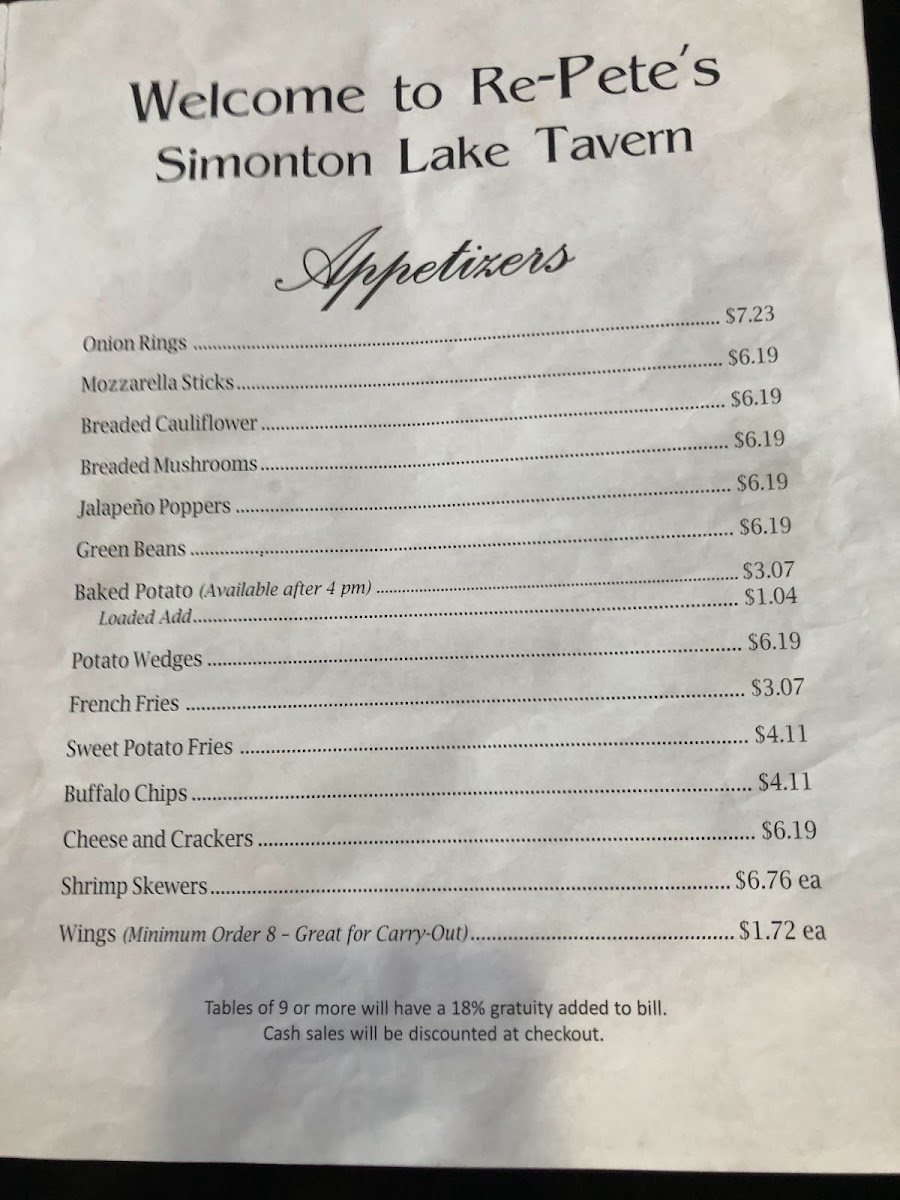 Welcome to Re-Pete's
Simonton Lake Tavern
Appetizers
Onion Rings ........ $7.23
Mozzarella Sticks ........ $6.19
Breaded Cauliflower ........ $6.19
Breaded Mushrooms ........ $6.19
Jalapeño Poppers ........ $6.19
Green Beans ........ $6.19
Baked Potato (Available after 4 pm) ........ $3.07
Loaded Add ........ $1.04
Potato Wedges ........ $6.19
French Fries ........ $3.07
Sweet Potato Fries ........ $4.11
Buffalo Chips ........ $4.11
Cheese and Crackers ........ $6.19
Shrimp Skewers ........ $6.76 ea
Wings (Minimum Order 8 – Great for Carry-Out) ........ $1.72 ea
Tables of 9 or more will have a 18% gratuity added to bill.
Cash sales will be discounted at checkout.